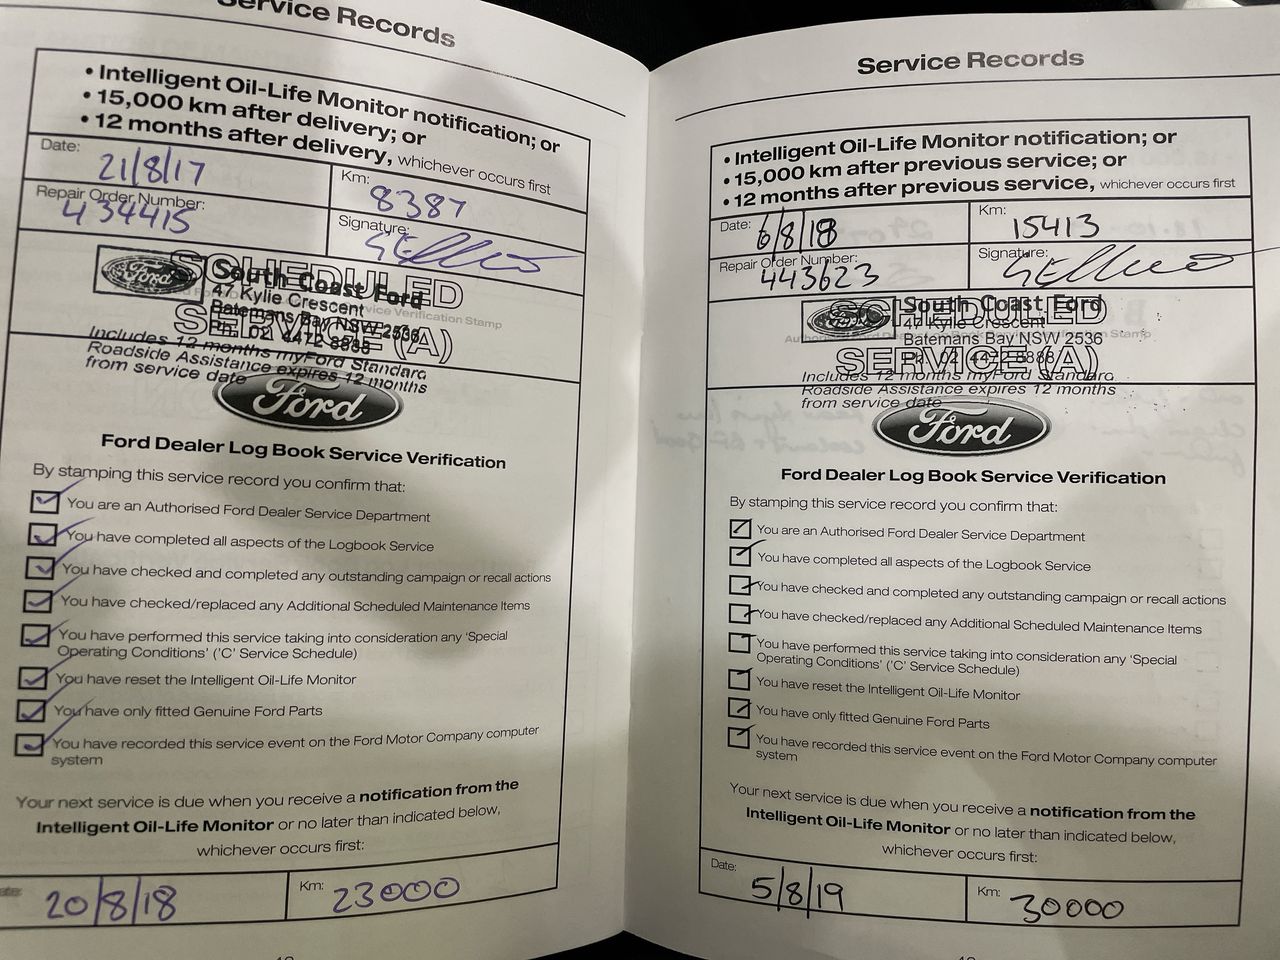 Service Records
• Intelligent Oil-Life Monitor notification; or
• 15,000 km after delivery; or
• 12 months after delivery, whichever occurs first
Date: 21/8/17
Km: 8387
Repair Order Number: 434415
Signature:
Ford
SCHEDULED
SERVICE (A)
South Coast Ford
47 Kylie Crescent
Batemans Bay NSW 2536
Ph. 02 4472 8888
Service Verification Stamp
Includes 12 months myFord Standard
Roadside Assistance expires 12 months
from service date
Ford
Ford Dealer Log Book Service Verification
By stamping this service record you confirm that:
You are an Authorised Ford Dealer Service Department
You have completed all aspects of the Logbook Service
You have checked and completed any outstanding campaign or recall actions
You have checked/replaced any Additional Scheduled Maintenance Items
You have performed this service taking into consideration any 'Special
Operating Conditions' ('C' Service Schedule)
You have reset the Intelligent Oil-Life Monitor
You have only fitted Genuine Ford Parts
You have recorded this service event on the Ford Motor Company computer
system
Your next service is due when you receive a notification from the
Intelligent Oil-Life Monitor or no later than indicated below,
whichever occurs first:
Date: 20/8/18
Km: 23000
Service Records
• Intelligent Oil-Life Monitor notification; or
• 15,000 km after previous service; or
• 12 months after previous service, whichever occurs first
Date: 6/8/18
Km: 15413
Repair Order Number: 443623
Signature:
Ford
SCHEDULED
SERVICE (A)
South Coast Ford
47 Kylie Crescent
Batemans Bay NSW 2536
Ph. 02 4472 8888
Includes 12 months myFord Standard
Roadside Assistance expires 12 months
from service date
Ford
Ford Dealer Log Book Service Verification
By stamping this service record you confirm that:
You are an Authorised Ford Dealer Service Department
You have completed all aspects of the Logbook Service
You have checked and completed any outstanding campaign or recall actions
You have checked/replaced any Additional Scheduled Maintenance Items
You have performed this service taking into consideration any 'Special
Operating Conditions' ('C' Service Schedule)
You have reset the Intelligent Oil-Life Monitor
You have only fitted Genuine Ford Parts
You have recorded this service event on the Ford Motor Company computer
system
Your next service is due when you receive a notification from the
Intelligent Oil-Life Monitor or no later than indicated below,
whichever occurs first:
Date: 5/8/19
Km: 30000